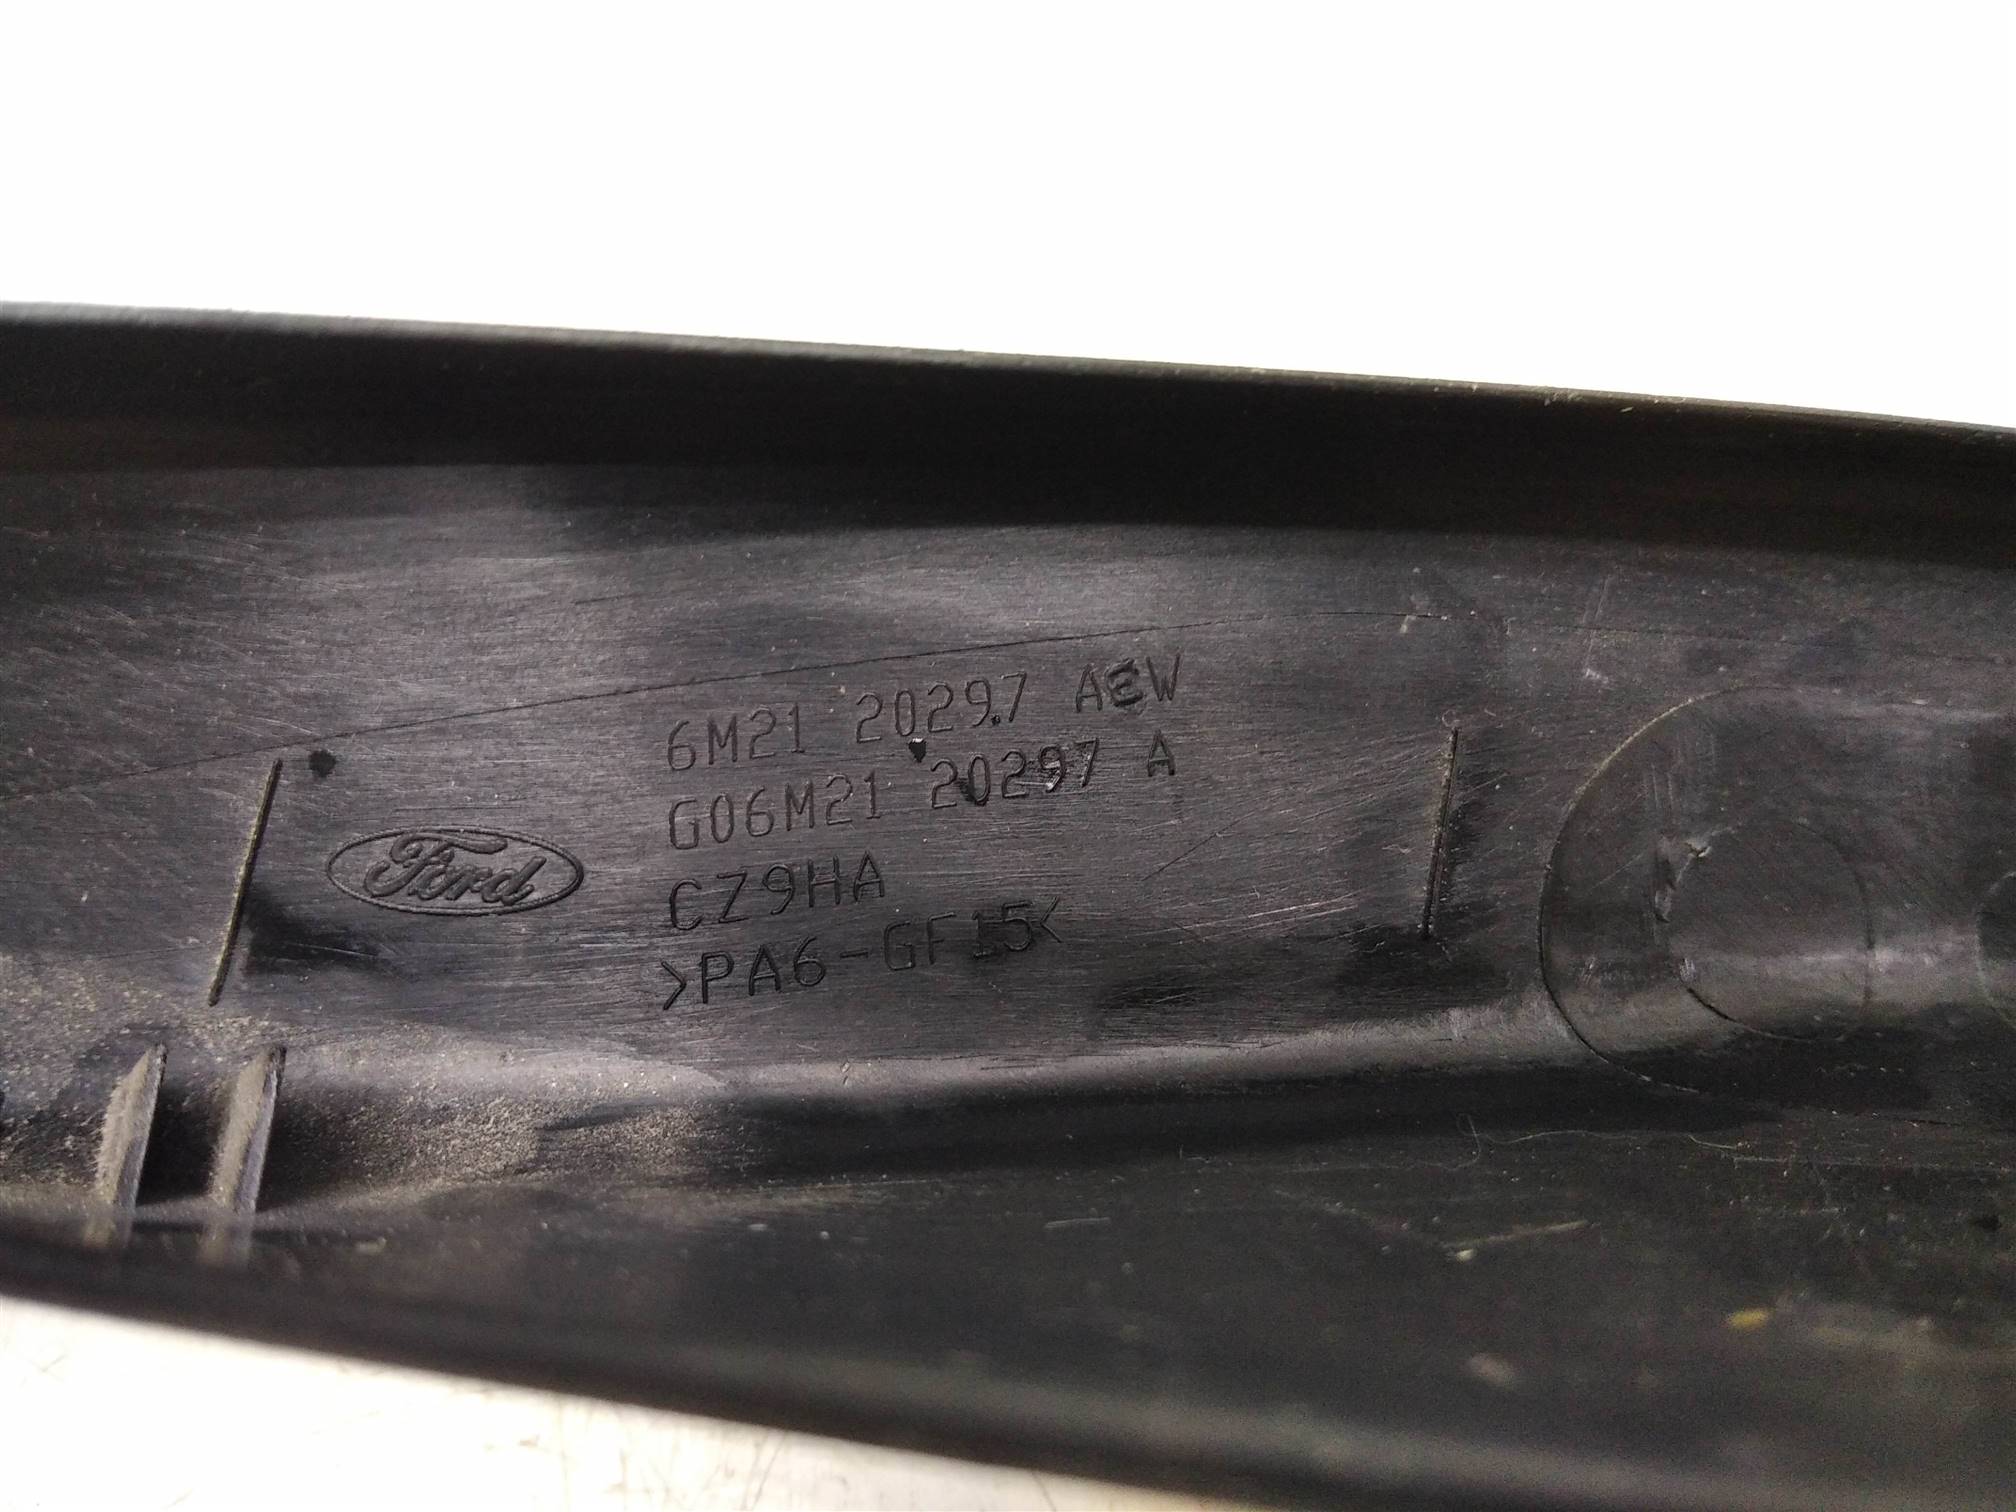 6M21 20297 AEW
G06M21 20297 A
Ford
CZ9HA
>PA6-GF15<